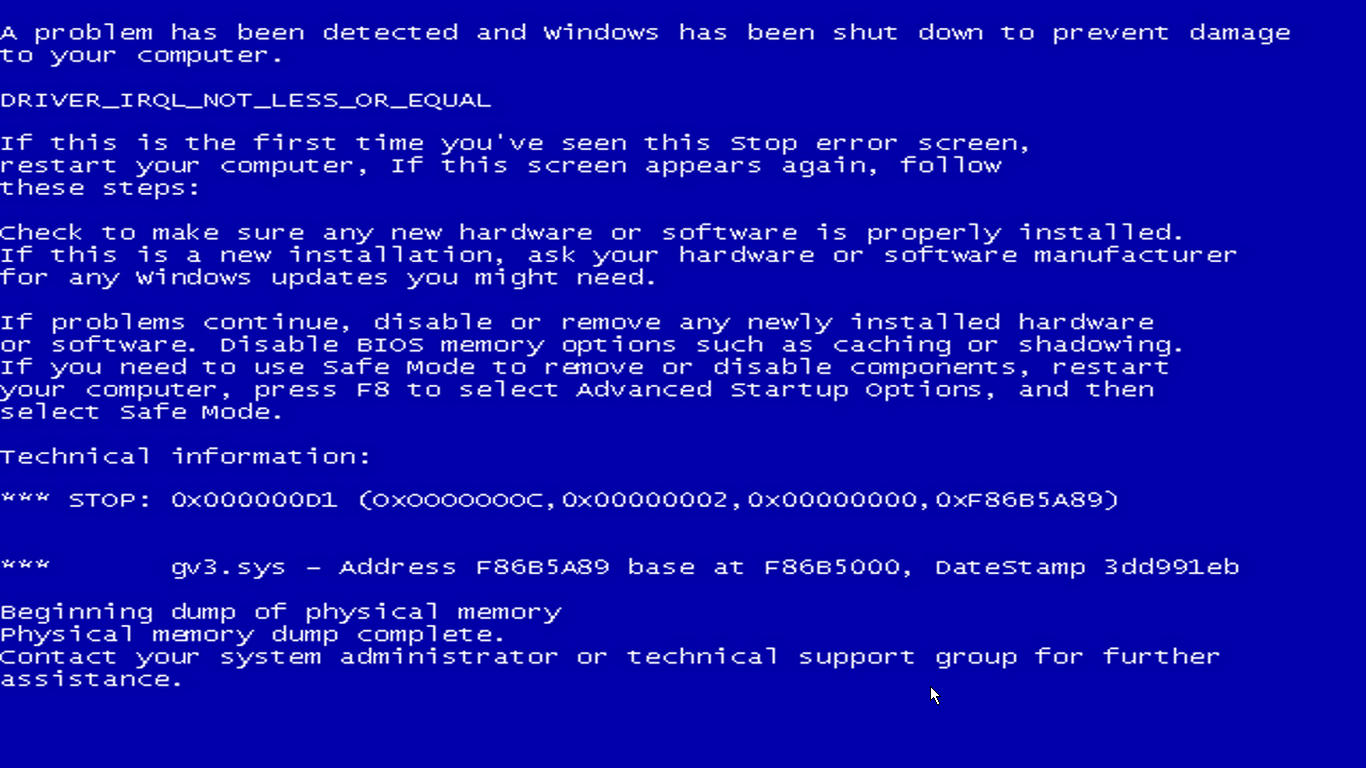 A problem has been detected and Windows has been shut down to prevent damage
to your computer.
DRIVER_IRQL_NOT_LESS_OR_EQUAL
If this is the first time you've seen this Stop error screen,
restart your computer, If this screen appears again, follow
these steps:
Check to make sure any new hardware or software is properly installed.
If this is a new installation, ask your hardware or software manufacturer
for any Windows updates you might need.
If problems continue, disable or remove any newly installed hardware
or software. Disable BIOS memory options such as caching or shadowing.
If you need to use Safe Mode to remove or disable components, restart
your computer, press F8 to select Advanced Startup Options, and then
select Safe Mode.
Technical information:
*** STOP: 0x000000D1 (0x0000000C,0x00000002,0x00000000,0xF86B5A89)
*** gv3.sys – Address F86B5A89 base at F86B5000, DateStamp 3dd991eb
Beginning dump of physical memory
Physical memory dump complete.
Contact your system administrator or technical support group for further
assistance.